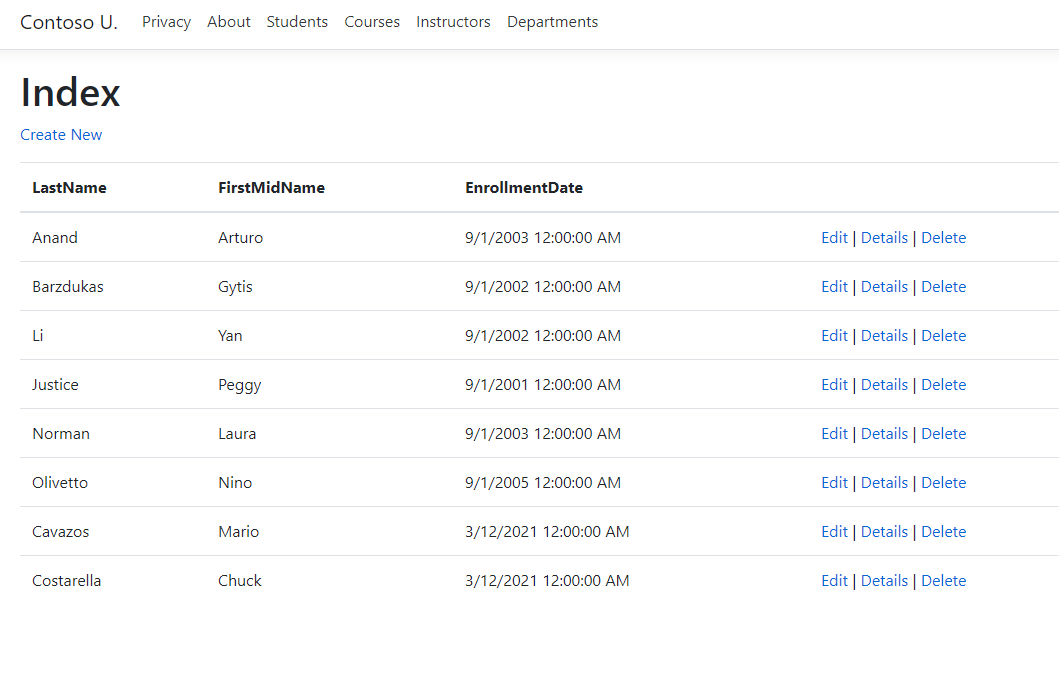 Contoso U. Privacy About Students Courses Instructors Departments
Index
Create New
LastName FirstMidName EnrollmentDate
Anand Arturo 9/1/2003 12:00:00 AM Edit | Details | Delete
Barzdukas Gytis 9/1/2002 12:00:00 AM Edit | Details | Delete
Li Yan 9/1/2002 12:00:00 AM Edit | Details | Delete
Justice Peggy 9/1/2001 12:00:00 AM Edit | Details | Delete
Norman Laura 9/1/2003 12:00:00 AM Edit | Details | Delete
Olivetto Nino 9/1/2005 12:00:00 AM Edit | Details | Delete
Cavazos Mario 3/12/2021 12:00:00 AM Edit | Details | Delete
Costarella Chuck 3/12/2021 12:00:00 AM Edit | Details | Delete